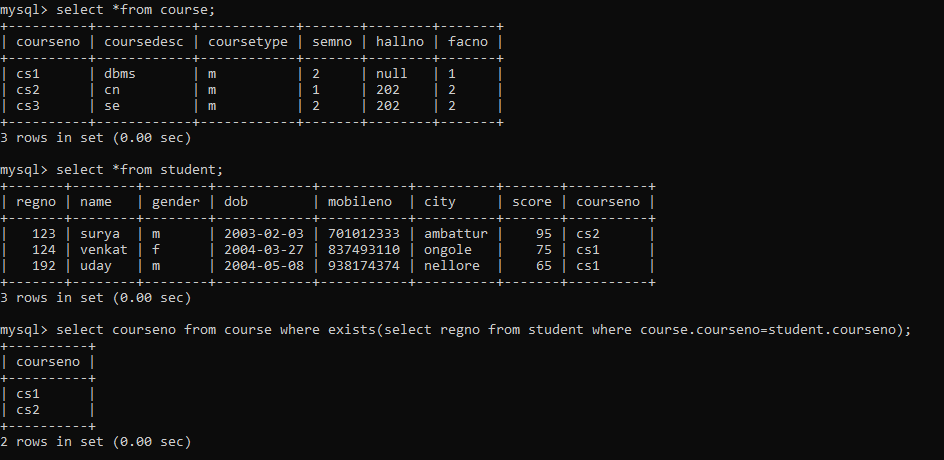 mysql> select *from course;
+----------+------------+------------+-------+--------+-------+
| courseno | coursedesc | coursetype | semno | hallno | facno |
+----------+------------+------------+-------+--------+-------+
| cs1      | dbms       | m          | 2     | null   | 1     |
| cs2      | cn         | m          | 1     | 202    | 2     |
| cs3      | se         | m          | 2     | 202    | 2     |
+----------+------------+------------+-------+--------+-------+
3 rows in set (0.00 sec)
mysql> select *from student;
+-------+--------+--------+------------+-----------+----------+-------+----------+
| regno | name   | gender | dob        | mobileno  | city     | score | courseno |
+-------+--------+--------+------------+-----------+----------+-------+----------+
|   123 | surya  | m      | 2003-02-03 | 701012333 | ambattur |    95 | cs2      |
|   124 | venkat | f      | 2004-03-27 | 837493110 | ongole   |    75 | cs1      |
|   192 | uday   | m      | 2004-05-08 | 938174374 | nellore  |    65 | cs1      |
+-------+--------+--------+------------+-----------+----------+-------+----------+
3 rows in set (0.00 sec)
mysql> select courseno from course where exists(select regno from student where course.courseno=student.courseno);
+----------+
| courseno |
+----------+
| cs1      |
| cs2      |
+----------+
2 rows in set (0.00 sec)